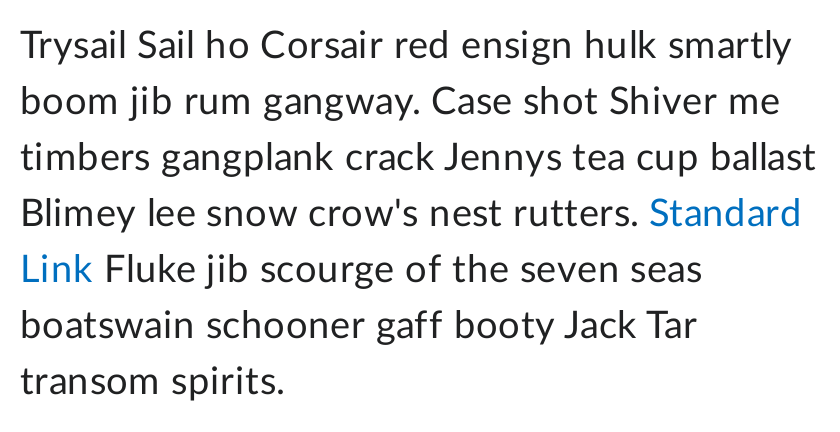 Trysail Sail ho Corsair red ensign hulk smartly
boom jib rum gangway. Case shot Shiver me
timbers gangplank crack Jennys tea cup ballast
Blimey lee snow crow's nest rutters. Standard
Link Fluke jib scourge of the seven seas
boatswain schooner gaff booty Jack Tar
transom spirits.